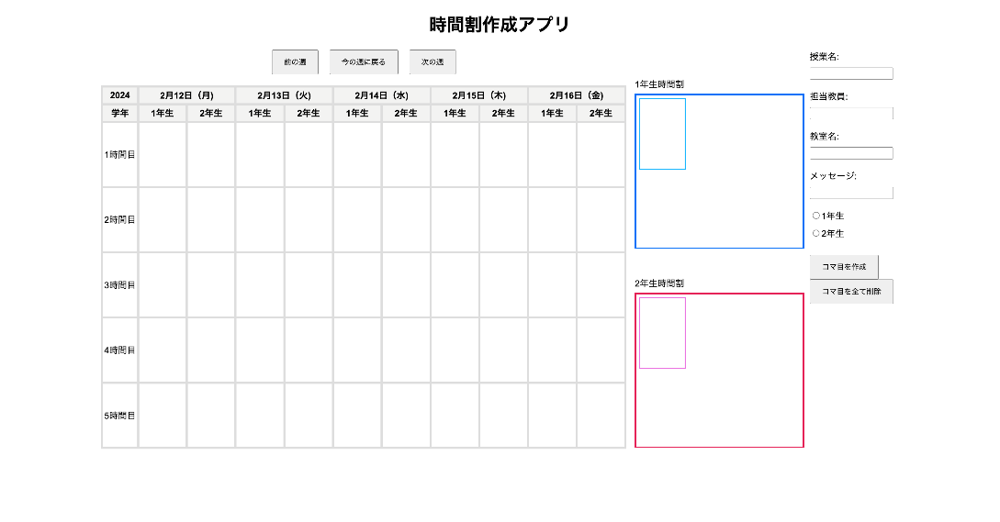 時間割作成アプリ
前の週 今の週に戻る 次の週
2024 2月12日（月) 2月13日（火) 2月14日（水) 2月15日（木) 2月16日（金)
学年 1年生 2年生 1年生 2年生 1年生 2年生 1年生 2年生 1年生 2年生
1時間目
2時間目
3時間目
4時間目
5時間目
1年生時間割
2年生時間割
授業名:
担当教員:
教室名:
メッセージ:
1年生
2年生
コマ目を作成
コマ目を全て削除